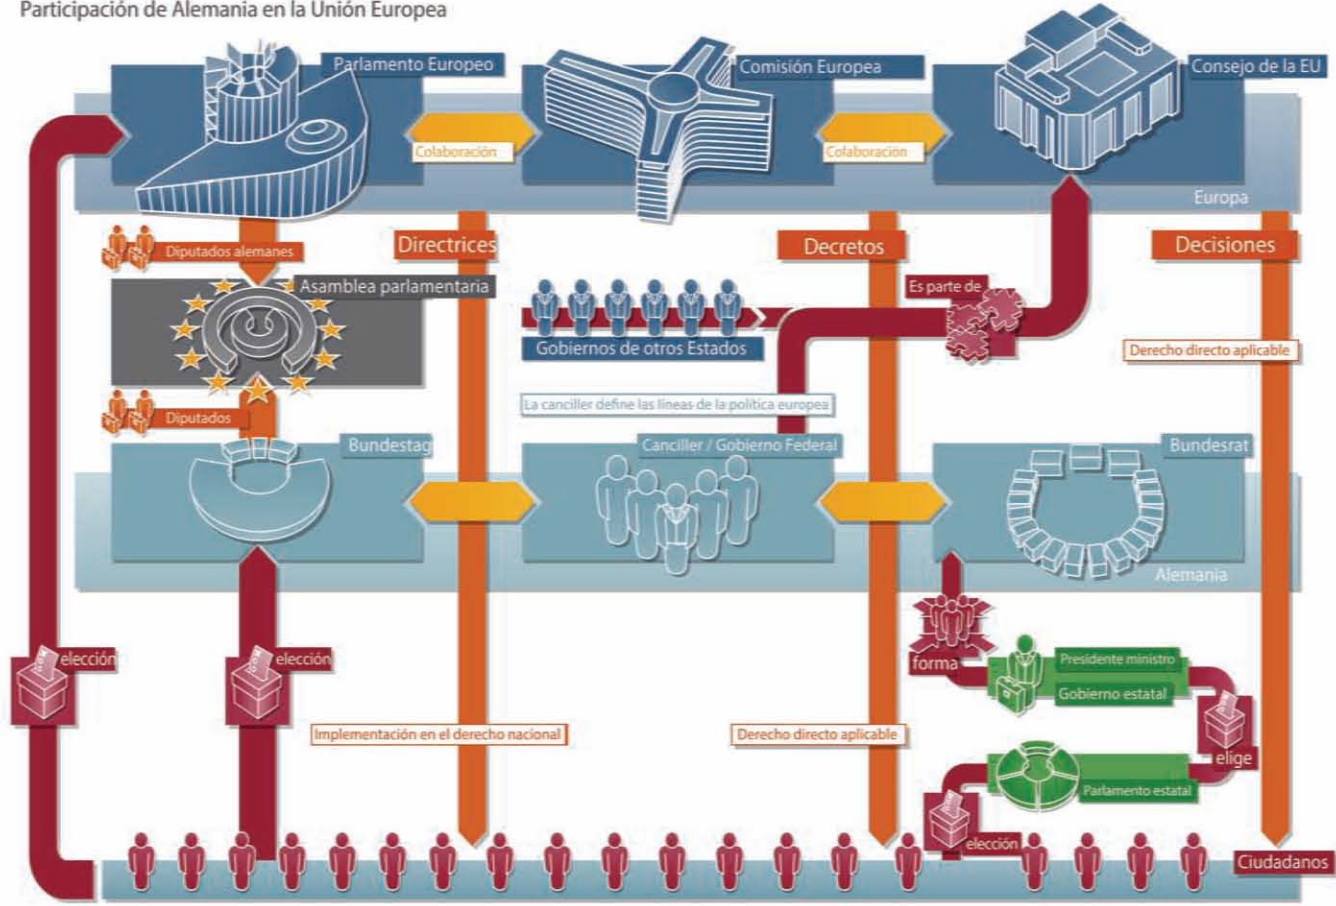 Participación de Alemania en la Unión Europea
Parlamento Europeo
Comisión Europea
Consejo de la EU
Colaboración
Colaboración
Europa
Diputados alemanes
Directrices
Decretos
Decisiones
Asamblea parlamentaria
Gobiernos de otros Estados
Es parte de
Derecho directo aplicable
La canciller define las líneas de la política europea
Diputados
Bundestag
Canciller / Gobierno Federal
Bundesrat
Alemania
elección
elección
forma
Presidente ministro
Gobierno estatal
Implementación en el derecho nacional
Derecho directo aplicable
elige
Parlamento estatal
elección
Ciudadanos